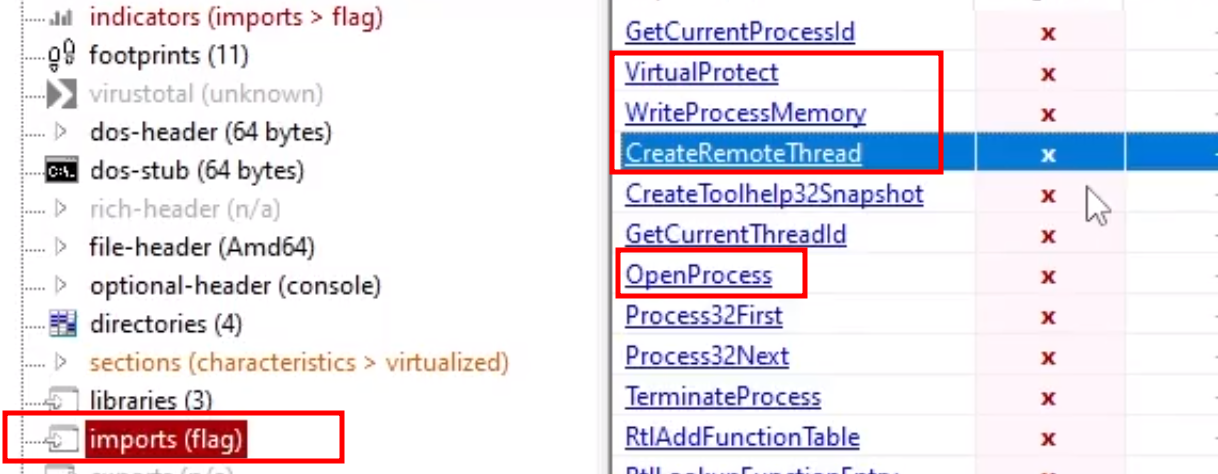 indicators (imports > flag)
footprints (11)
virustotal (unknown)
dos-header (64 bytes)
dos-stub (64 bytes)
rich-header (n/a)
file-header (Amd64)
optional-header (console)
directories (4)
sections (characteristics > virtualized)
libraries (3)
imports (flag)
exports (n/a)
GetCurrentProcessId x
VirtualProtect x
WriteProcessMemory x
CreateRemoteThread x
CreateToolhelp32Snapshot x
GetCurrentThreadId x
OpenProcess x
Process32First x
Process32Next x
TerminateProcess x
RtlAddFunctionTable x
RtlLookupFunctionEntry x